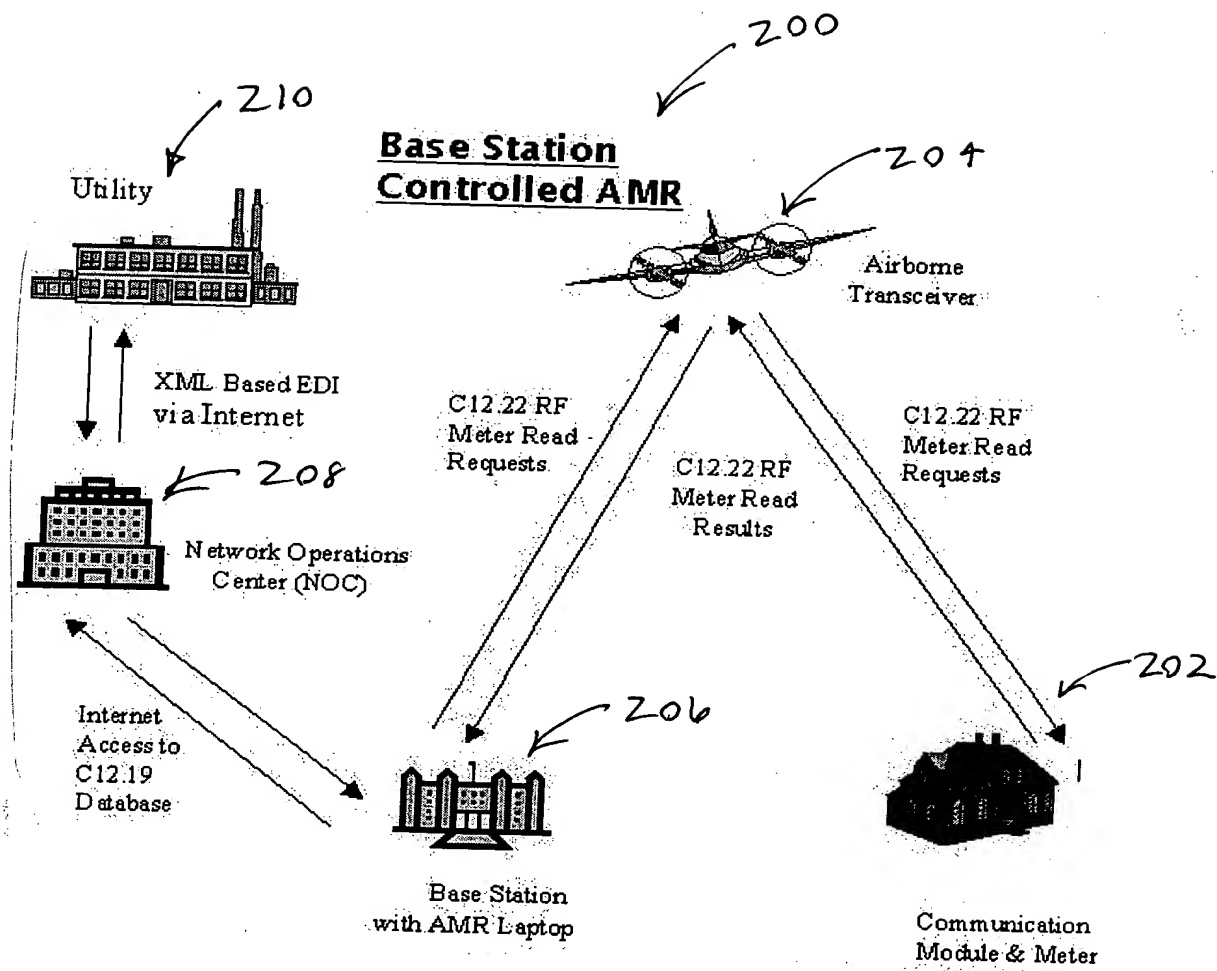 200
210
Base Station
Controlled AMR
204
Utility
Airborne
Transceiver
XML Based EDI
via Internet
C12.22 RF
Meter Read
Requests
C12.22 RF
Meter Read
Results
C12.22 RF
Meter Read
Requests
208
Network Operations
Center (NOC)
202
206
Internet
Access to
C12.19
Database
Base Station
with AMR Laptop
Communication
Module & Meter